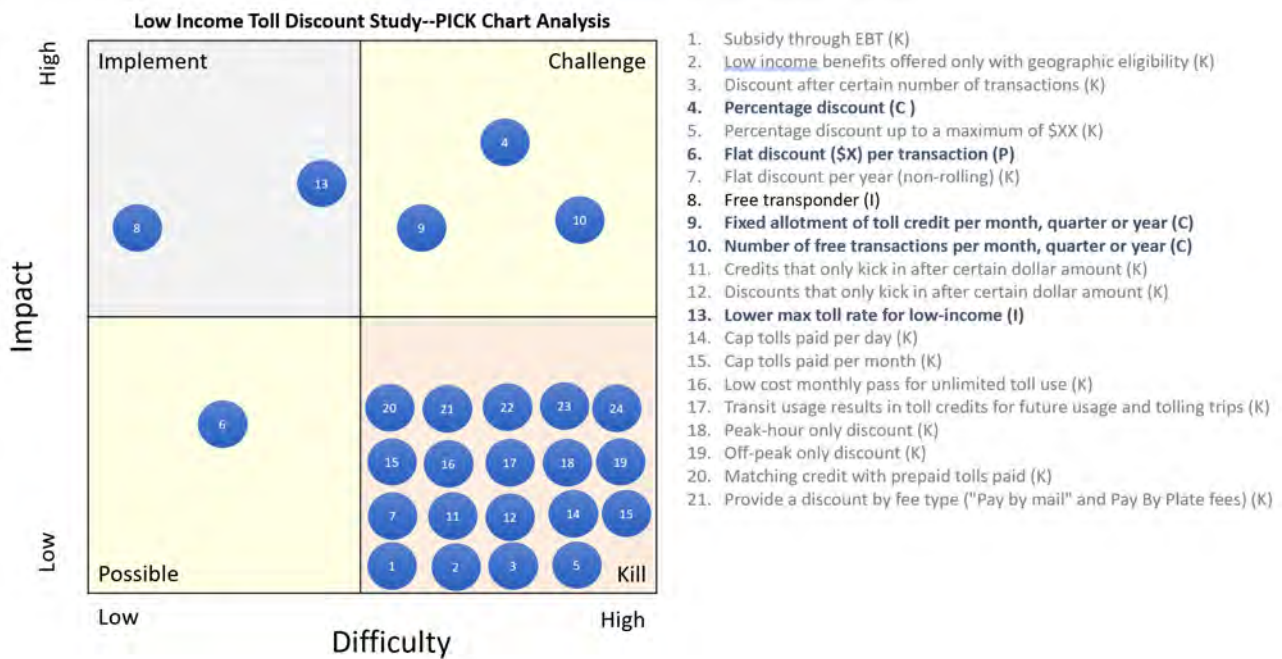 Low Income Toll Discount Study--PICK Chart Analysis
High
Implement
Challenge
4
13
8
9
10
Impact
20 21 22 23 24
6
15 16 17 18 19
7 11 12 14 15
1 2 3 5
Low
Possible
Kill
Low
High
Difficulty
1. Subsidy through EBT (K)
2. Low income benefits offered only with geographic eligibility (K)
3. Discount after certain number of transactions (K)
4. Percentage discount (C )
5. Percentage discount up to a maximum of $XX (K)
6. Flat discount ($X) per transaction (P)
7. Flat discount per year (non-rolling) (K)
8. Free transponder (I)
9. Fixed allotment of toll credit per month, quarter or year (C)
10. Number of free transactions per month, quarter or year (C)
11. Credits that only kick in after certain dollar amount (K)
12. Discounts that only kick in after certain dollar amount (K)
13. Lower max toll rate for low-income (I)
14. Cap tolls paid per day (K)
15. Cap tolls paid per month (K)
16. Low cost monthly pass for unlimited toll use (K)
17. Transit usage results in toll credits for future usage and tolling trips (K)
18. Peak-hour only discount (K)
19. Off-peak only discount (K)
20. Matching credit with prepaid tolls paid (K)
21. Provide a discount by fee type ("Pay by mail" and Pay By Plate fees) (K)